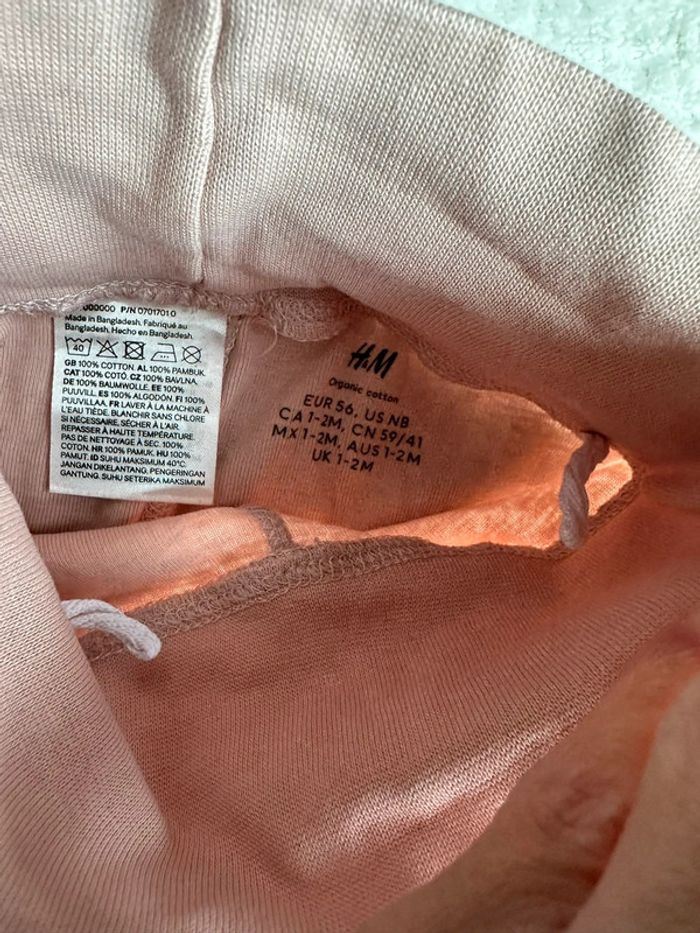 000000 P/N 070170 1 0
Made in Bangladesh. Fabriqué au
Bangladesh. Hecho en Bangladesh.
40
GB 100% COTTON. AL 100% PAMBUK.
CAT 100% COTÓ. CZ 100% BAVLNA.
DE 100% BAUMWOLLE. EE 100%
PUUVILL. ES 100% ALGODÓN. FI 100%
PUUVILLAA. FR LAVER À LA MACHINE À
L'EAU TIÈDE. BLANCHIR SANS CHLORE
SI NÉCESSAIRE. SÉCHER À L'AIR.
REPASSER À HAUTE TEMPÉRATURE.
PAS DE NETTOYAGE À SEC. 100%
COTON. HR 100% PAMUK. HU 100%
PAMUT. ID SUHU MAKSIMUM 40°C.
JANGAN DIKELANTANG. PENGERINGAN
GANTUNG. SUHU SETERIKA MAKSIMUM
H&M
Organic cotton
EUR 56, US NB
CA 1-2M, CN 59/41
MX 1-2M, AUS 1-2M
UK 1-2M